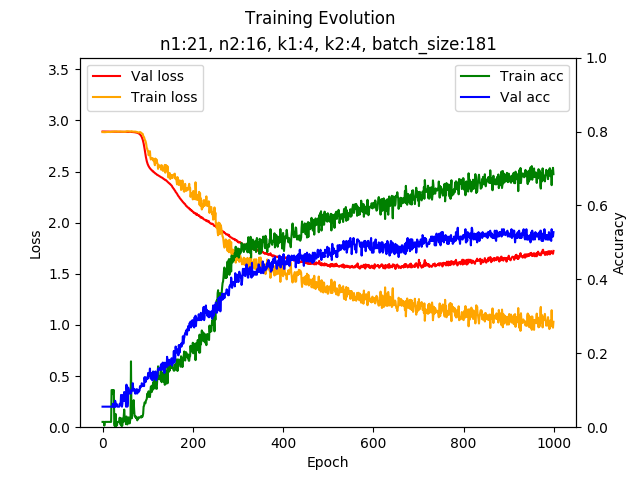 Training Evolution
n1:21, n2:16, k1:4, k2:4, batch_size:181
Val loss
Train loss
Train acc
Val acc
3.5
3.0
2.5
2.0
1.5
1.0
0.5
0.0
Loss
1.0
0.8
0.6
0.4
0.2
0.0
Accuracy
0
200
400
600
800
1000
Epoch